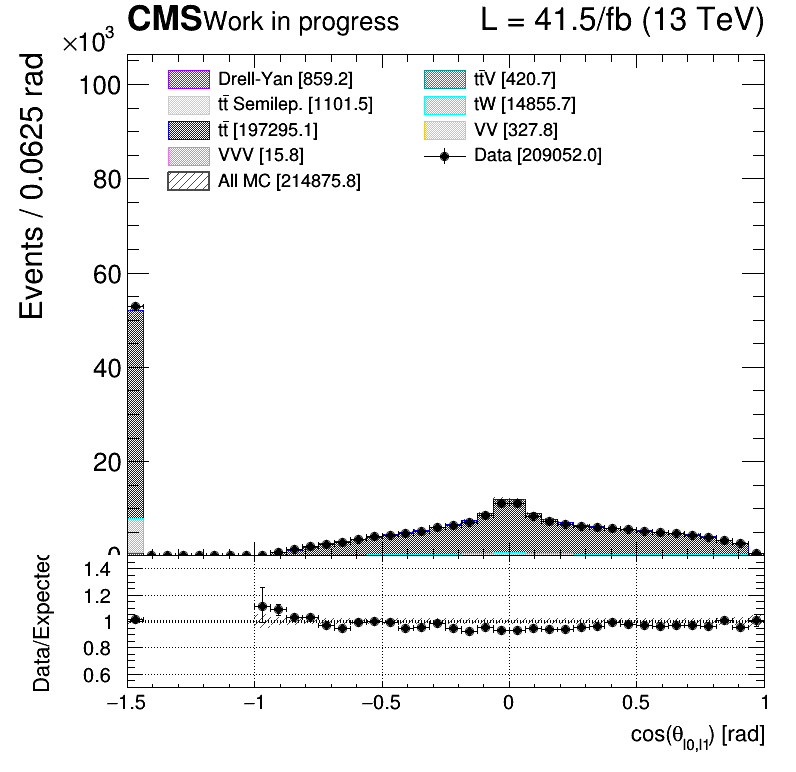 CMS Work in progress L = 41.5/fb (13 TeV)
×10³
Events / 0.0625 rad
Drell-Yan [859.2]
tt̄ Semilep. [1101.5]
tt̄ [197295.1]
VVV [15.8]
All MC [214875.8]
tt̄V [420.7]
tW [14855.7]
VV [327.8]
Data [209052.0]
100
80
60
40
20
0
Data/Expected
1.4
1.2
1
0.8
0.6
−1.5 −1 −0.5 0 0.5 1
cos(θ_l0,l1) [rad]